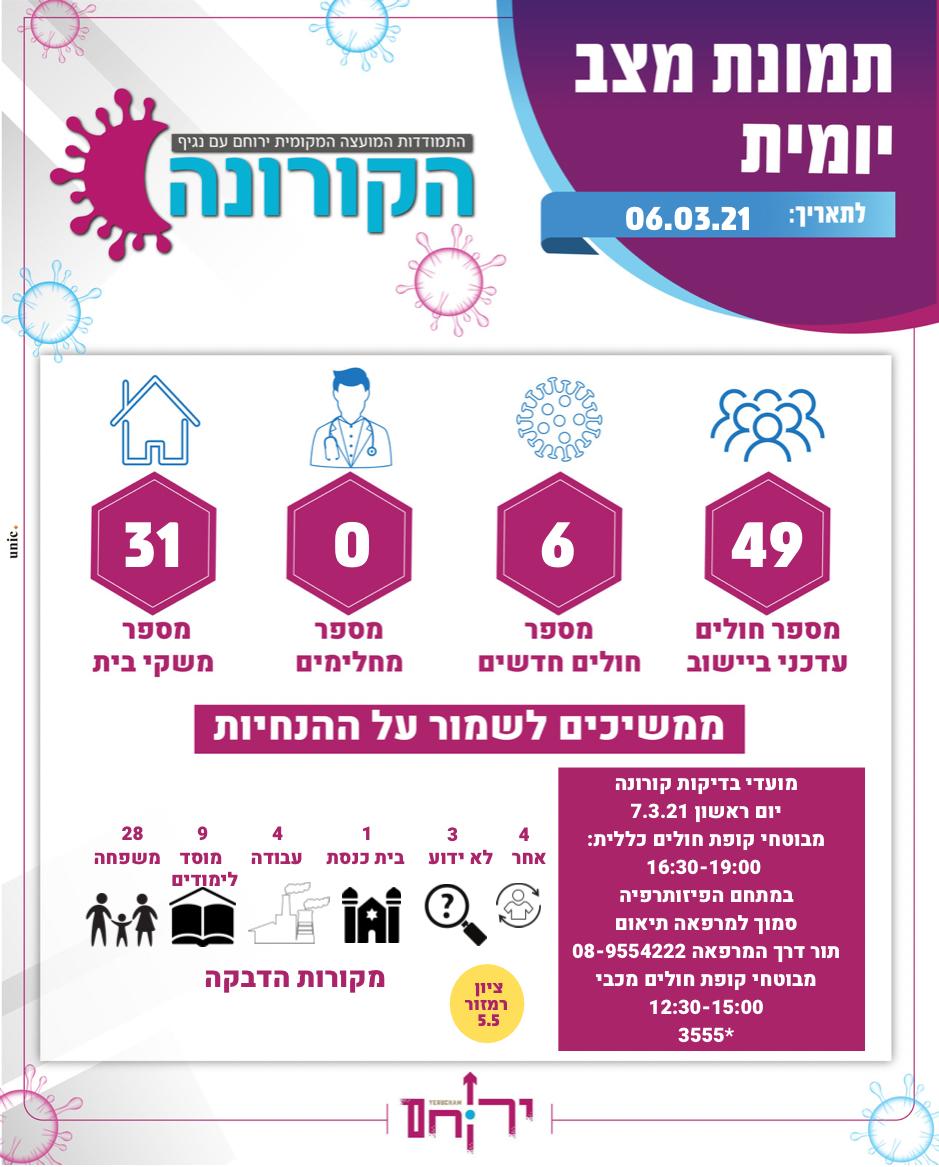 תמונת מצב
יומית
לתאריך: 06.03.21
התמודדות המועצה המקומית ירוחם עם נגיף
הקורונה
49
מספר חולים
עדכני ביישוב
6
מספר
חולים חדשים
0
מספר
מחלימים
31
מספר
משקי בית
unic.
ממשיכים לשמור על ההנחיות
מועדי בדיקות קורונה
יום ראשון 7.3.21
מבוטחי קופת חולים כללית:
16:30-19:00
במתחם הפיזותרפיה
סמוך למרפאה תיאום
תור דרך המרפאה 08-9554222
מבוטחי קופת חולים מכבי
12:30-15:00
3555*
4
אחר
3
לא ידוע
1
בית כנסת
4
עבודה
9
מוסד
לימודים
28
משפחה
מקורות הדבקה
ציון
רמזור
5.5
YERUCHAM
ירוחם